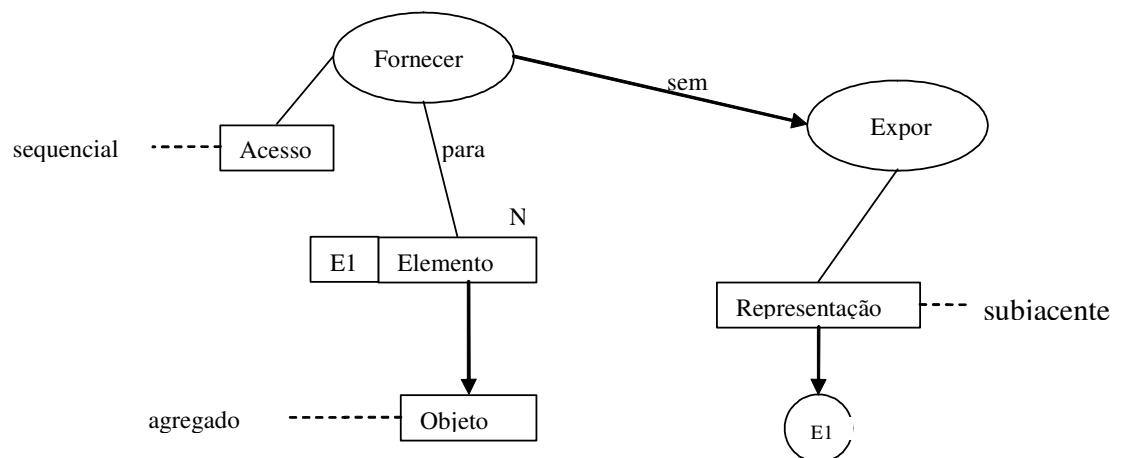 Fornecer
sem
Expor
sequencial
Acesso
para
N
E1
Elemento
Representação
subjacente
agregado
Objeto
E1